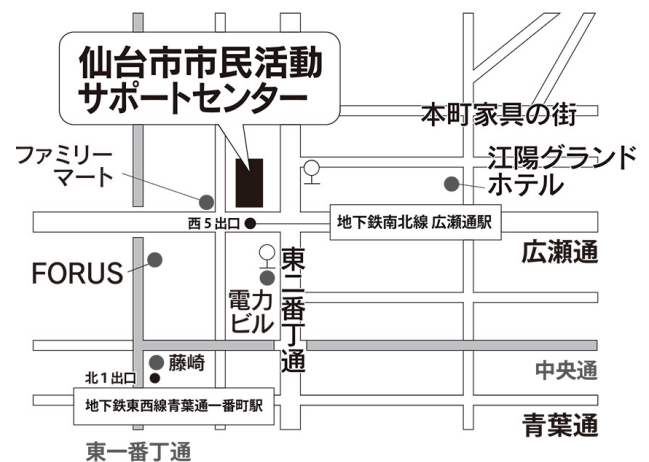 仙台市市民活動
サポートセンター
本町家具の街
ファミリー
マート
江陽グランド
ホテル
西5出口
地下鉄南北線 広瀬通駅
広瀬通
FORUS
東二番丁通
電力
ビル
中央通
藤崎
北1出口
地下鉄東西線青葉通一番町駅
青葉通
東一番丁通